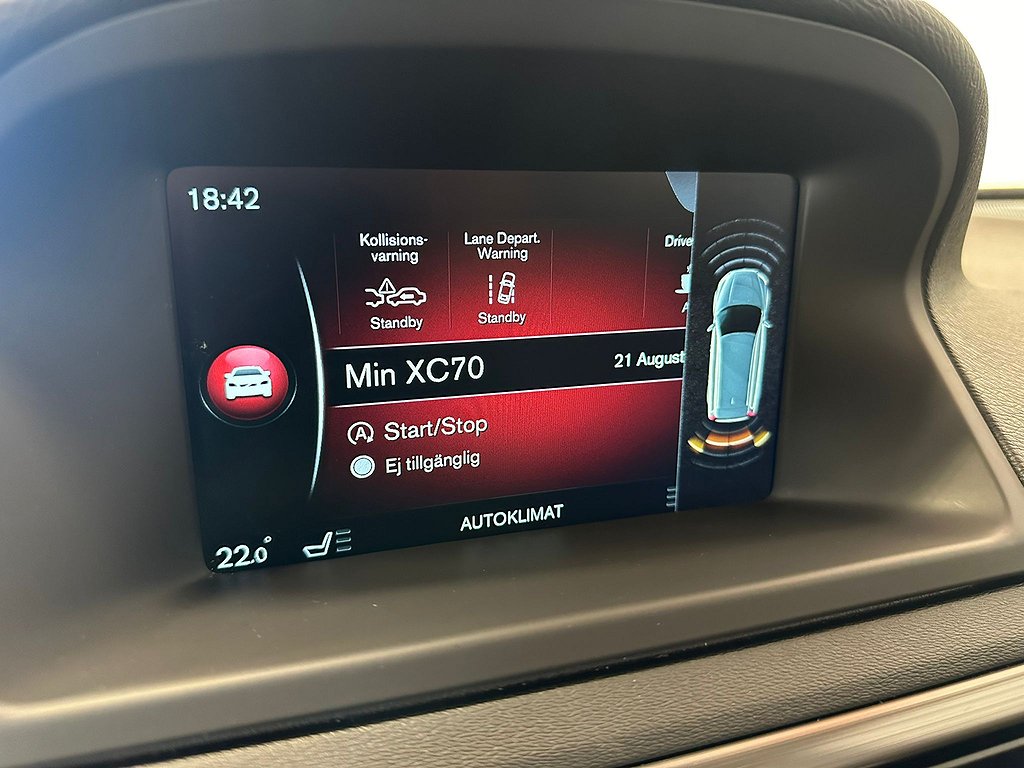 18:42
Kollisions-
varning
Standby
Lane Depart.
Warning
Standby
Drive
Min XC70
21 August
A Start/Stop
Ej tillgänglig
AUTOKLIMAT
22.0°